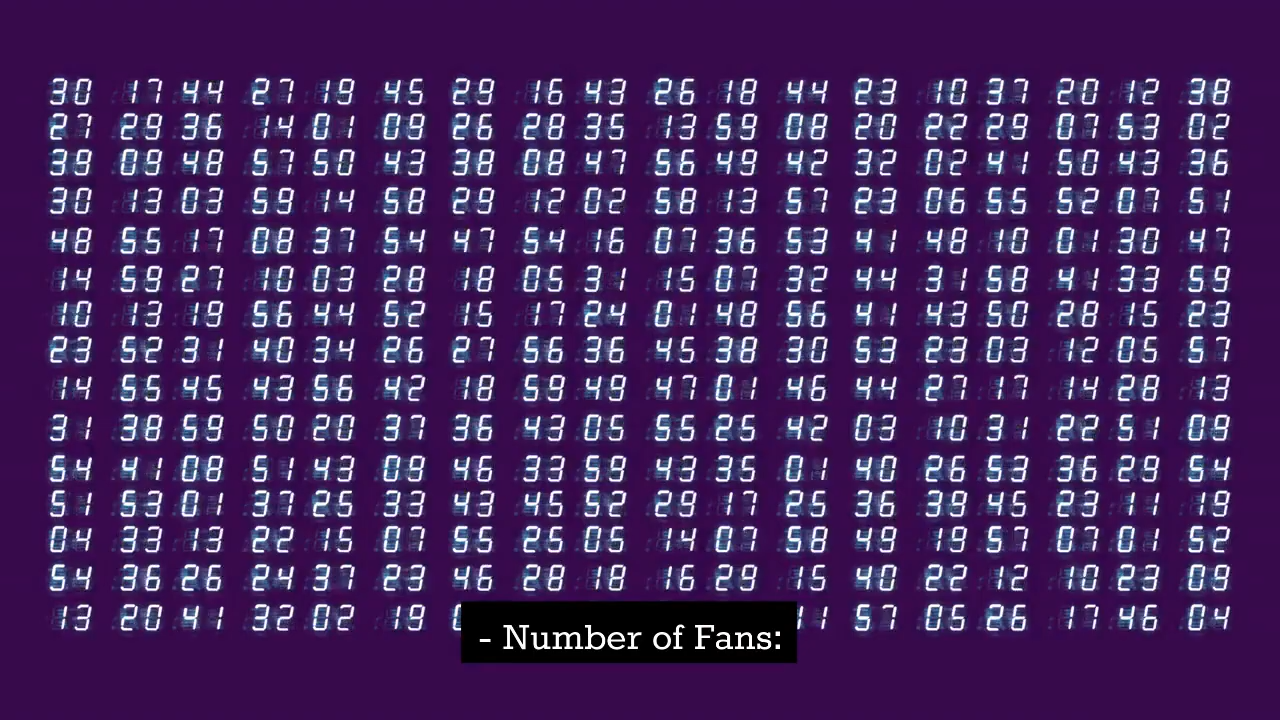 30 17 44 27 19 45 29 16 43 26 18 44 23 10 37 20 12 38
27 29 36 14 01 09 26 28 35 13 59 08 20 22 29 07 53 02
39 09 48 57 50 43 38 08 47 56 49 42 32 02 41 50 43 36
30 13 03 59 14 58 29 12 02 58 13 57 23 06 55 52 07 51
48 55 17 08 37 54 47 54 16 07 36 53 41 48 10 01 30 47
14 59 27 10 03 28 18 05 31 15 07 32 44 31 58 41 33 59
10 13 19 56 44 52 15 17 24 01 48 56 41 43 50 28 15 23
23 52 31 40 34 26 27 56 36 45 38 30 53 23 03 12 05 57
14 55 45 43 56 42 18 59 49 47 01 46 44 27 17 14 28 13
31 38 59 50 20 37 36 43 05 55 25 42 03 10 31 22 51 09
54 41 08 51 43 09 46 33 59 43 35 01 40 26 53 36 29 54
51 53 01 37 25 33 43 45 52 29 17 25 36 39 45 23 11 19
04 33 13 22 15 07 55 25 05 14 07 58 49 19 57 07 01 52
54 36 26 24 37 23 46 28 18 16 29 15 40 22 12 10 23 09
13 20 41 32 02 19 11 57 05 26 17 46 04
- Number of Fans: